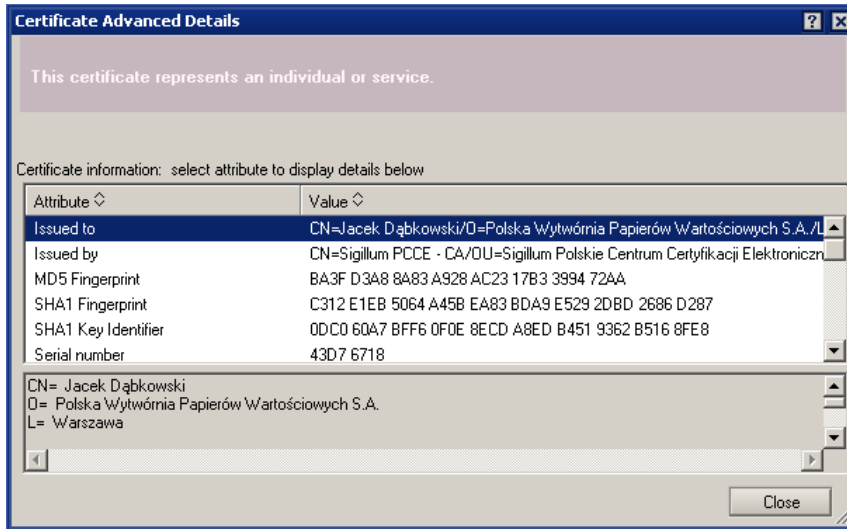 Certificate Advanced Details
This certificate represents an individual or service.
Certificate information: select attribute to display details below
Attribute Value
Issued to CN=Jacek Dąbkowski/O=Polska Wytwórnia Papierów Wartościowych S.A./L
Issued by CN=Sigillum PCCE - CA/OU=Sigillum Polskie Centrum Certyfikacji Elektroniczn
MD5 Fingerprint BA3F D3A8 8A83 A928 AC23 17B3 3994 72AA
SHA1 Fingerprint C312 E1EB 5064 A45B EA83 BDA9 E529 2DBD 2686 D287
SHA1 Key Identifier 0DC0 60A7 BFF6 0F0E 8ECD A8ED B451 9362 B516 8FE8
Serial number 43D7 6718
CN= Jacek Dąbkowski
O= Polska Wytwórnia Papierów Wartościowych S.A.
L= Warszawa
Close